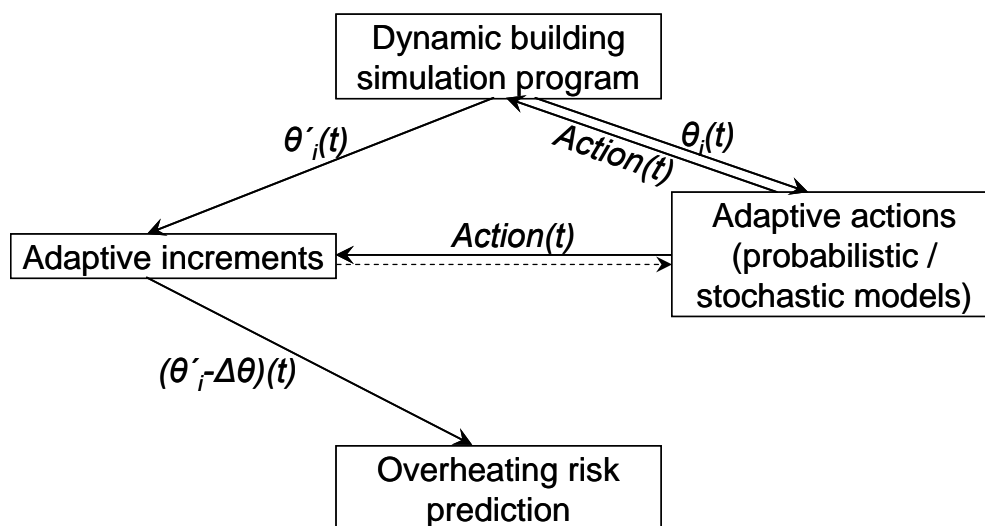 Dynamic building
simulation program
θ´i(t)
θi(t)
Action(t)
Adaptive actions
(probabilistic /
stochastic models)
Action(t)
Adaptive increments
(θ´i-Δθ)(t)
Overheating risk
prediction